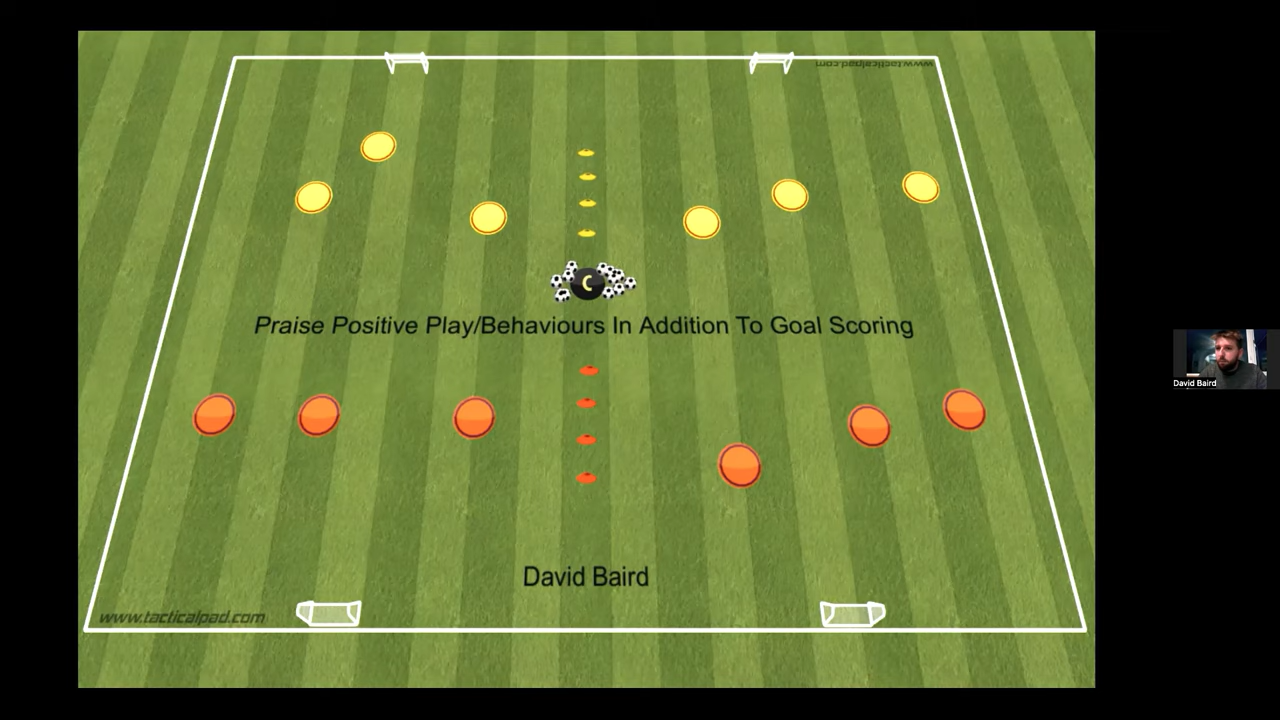 www.tacticalpad.com
C
Praise Positive Play/Behaviours In Addition To Goal Scoring
David Baird
David Baird
www.tacticalpad.com